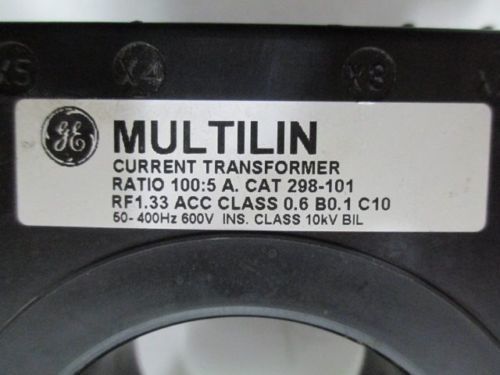 X5 X4 X3
GE MULTILIN
CURRENT TRANSFORMER
RATIO 100:5 A. CAT 298-101
RF1.33 ACC CLASS 0.6 B0.1 C10
50-400Hz 600V INS. CLASS 10kV BIL